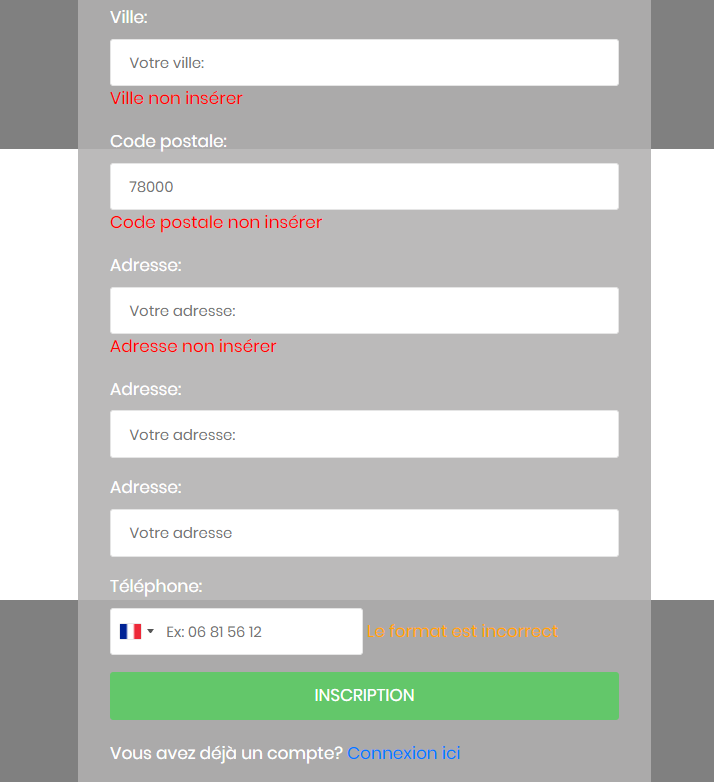 Ville:
Votre ville:
Ville non insérer
Code postale:
78000
Code postale non insérer
Adresse:
Votre adresse:
Adresse non insérer
Adresse:
Votre adresse:
Adresse:
Votre adresse
Téléphone:
Ex: 06 81 56 12 Le format est incorrect
INSCRIPTION
Vous avez déjà un compte? Connexion ici